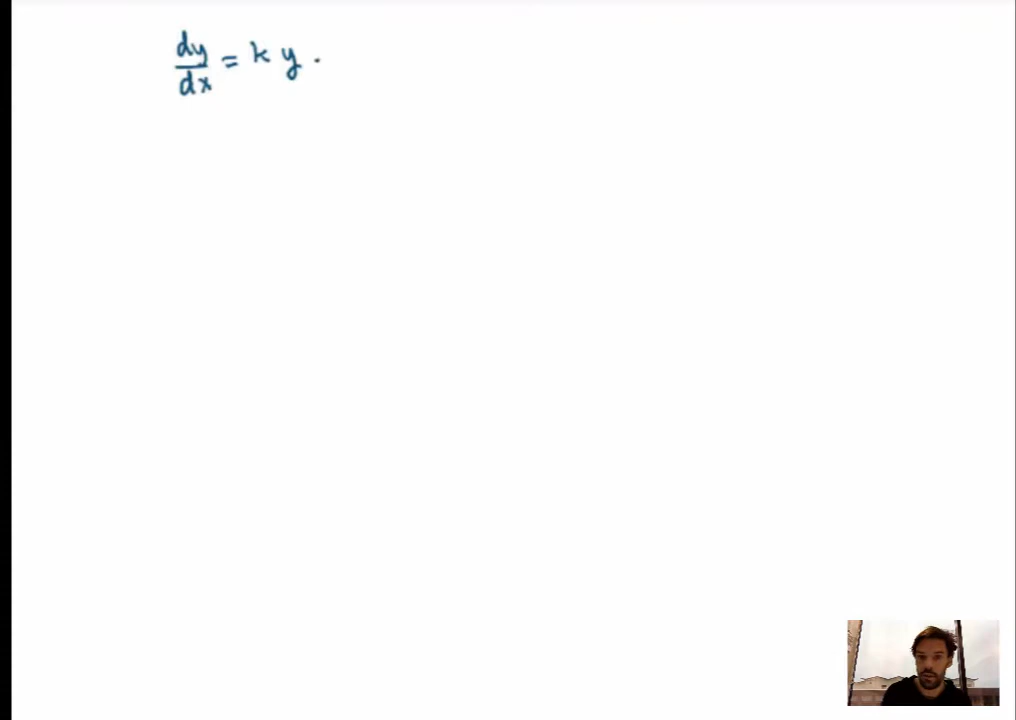 dy/dx = k y .